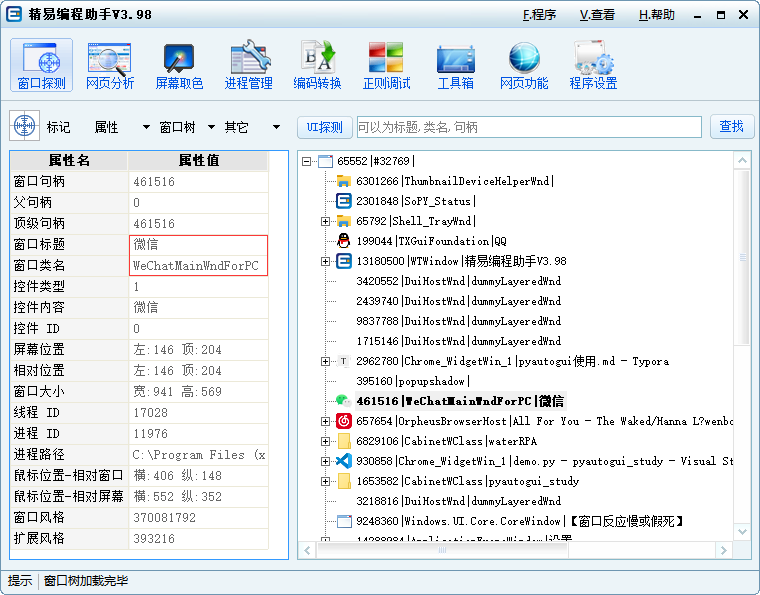 精易编程助手V3.98 F.程序 V.查看 H.帮助
窗口探测 网页分析 屏幕取色 进程管理 编码转换 正则调试 工具箱 网页功能 程序设置
标记 属性 窗口树 其它 UI探测 可以为标题,类名,句柄 查找
属性名 属性值
窗口句柄 461516
父句柄 0
顶级句柄 461516
窗口标题 微信
窗口类名 WeChatMainWndForPC
控件类型 1
控件内容 微信
控件 ID 0
屏幕位置 左:146 顶:204
相对位置 左:146 顶:204
窗口大小 宽:941 高:569
线程 ID 17028
进程 ID 11976
进程路径 C:\Program Files (x
鼠标位置-相对窗口 横:406 纵:148
鼠标位置-相对屏幕 横:552 纵:352
窗口风格 370081792
扩展风格 393216
65552|#32769|
6301266|ThumbnailDeviceHelperWnd|
2301848|SoPY_Status|
65792|Shell_TrayWnd|
199044|TXGuiFoundation|QQ
13180500|WTWindow|精易编程助手V3.98
3420552|DuiHostWnd|dummyLayeredWnd
2439740|DuiHostWnd|dummyLayeredWnd
9837788|DuiHostWnd|dummyLayeredWnd
1715146|DuiHostWnd|dummyLayeredWnd
T 2962780|Chrome_WidgetWin_1|pyautogui使用.md - Typora
395160|popupshadow|
461516|WeChatMainWndForPC|微信
657654|OrpheusBrowserHost|All For You - The Waked/Hanna L?wenbo
6829106|CabinetWClass|waterRPA
930858|Chrome_WidgetWin_1|demo.py - pyautogui_study - Visual St
1653582|CabinetWClass|pyautogui_study
3218816|DuiHostWnd|dummyLayeredWnd
9248360|Windows.UI.Core.CoreWindow|【窗口反应慢或假死】
14288984|ApplicationFrameWindow|设置
提示 窗口树加载完毕